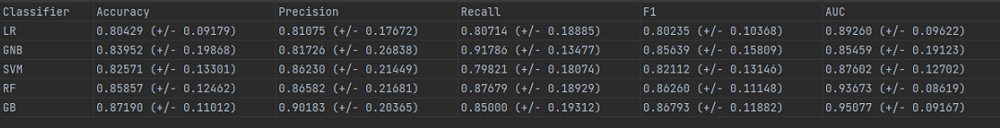 Classifier Accuracy Precision Recall F1 AUC
LR 0.80429 (+/- 0.09179) 0.81075 (+/- 0.17672) 0.80714 (+/- 0.18885) 0.80235 (+/- 0.10368) 0.89260 (+/- 0.09622)
GNB 0.83952 (+/- 0.19868) 0.81726 (+/- 0.26838) 0.91786 (+/- 0.13477) 0.85639 (+/- 0.15809) 0.85459 (+/- 0.19123)
SVM 0.82571 (+/- 0.13301) 0.86230 (+/- 0.21449) 0.79821 (+/- 0.18074) 0.82112 (+/- 0.13146) 0.87602 (+/- 0.12702)
RF 0.85857 (+/- 0.12462) 0.86582 (+/- 0.21681) 0.87679 (+/- 0.18929) 0.86260 (+/- 0.11148) 0.93673 (+/- 0.08619)
GB 0.87190 (+/- 0.11012) 0.90183 (+/- 0.20365) 0.85000 (+/- 0.19312) 0.86793 (+/- 0.11882) 0.95077 (+/- 0.09167)